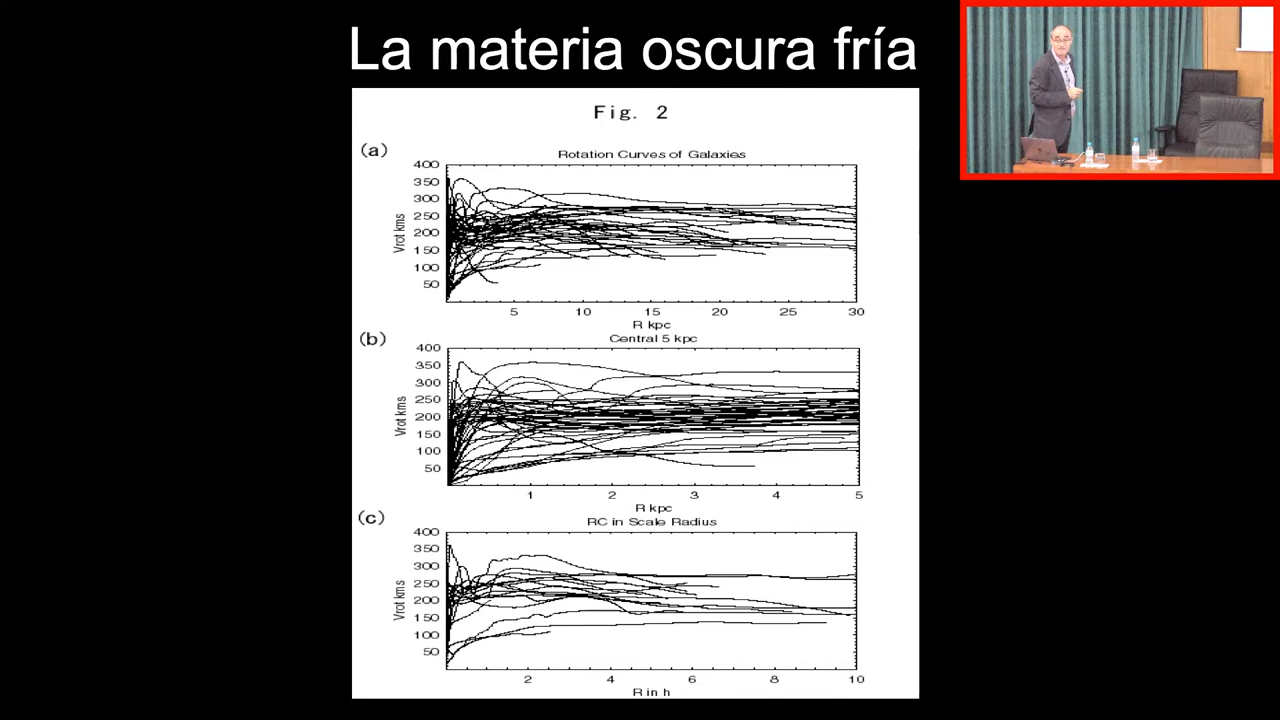 La materia oscura fría
Fig. 2
(a)
Rotation Curves of Galaxies
400
350
300
250
200
150
100
50
Vrot kms
5 10 15 20 25 30
R kpc
(b)
Central 5 kpc
400
350
300
250
200
150
100
50
Vrot kms
1 2 3 4 5
R kpc
(c)
RC in Scale Radius
400
350
300
250
200
150
100
50
Vrot kms
2 4 6 8 10
R in h